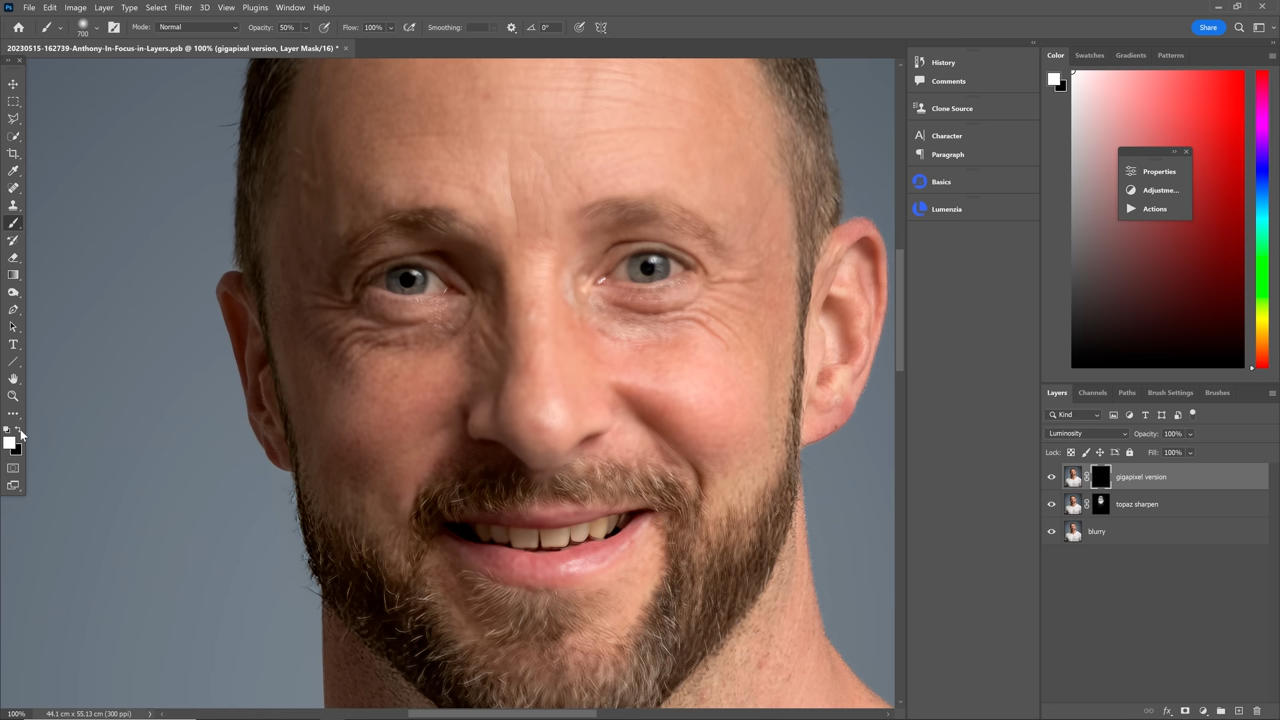 Ps File Edit Image Layer Type Select Filter 3D View Plugins Window Help
700 Mode: Normal Opacity: 50% Flow: 100% Smoothing: 0° Share
20230515-162739-Anthony-In-Focus-in-Layers.psb @ 100% (gigapixel version, Layer Mask/16) *
History
Comments
Clone Source
Character
Paragraph
Basics
Lumenzia
Color Swatches Gradients Patterns
Properties
Adjustme...
Actions
Layers Channels Paths Brush Settings Brushes
Kind
Luminosity Opacity: 100%
Lock: Fill: 100%
gigapixel version
topaz sharpen
blurry
100% 44.1 cm x 55.13 cm (300 ppi)